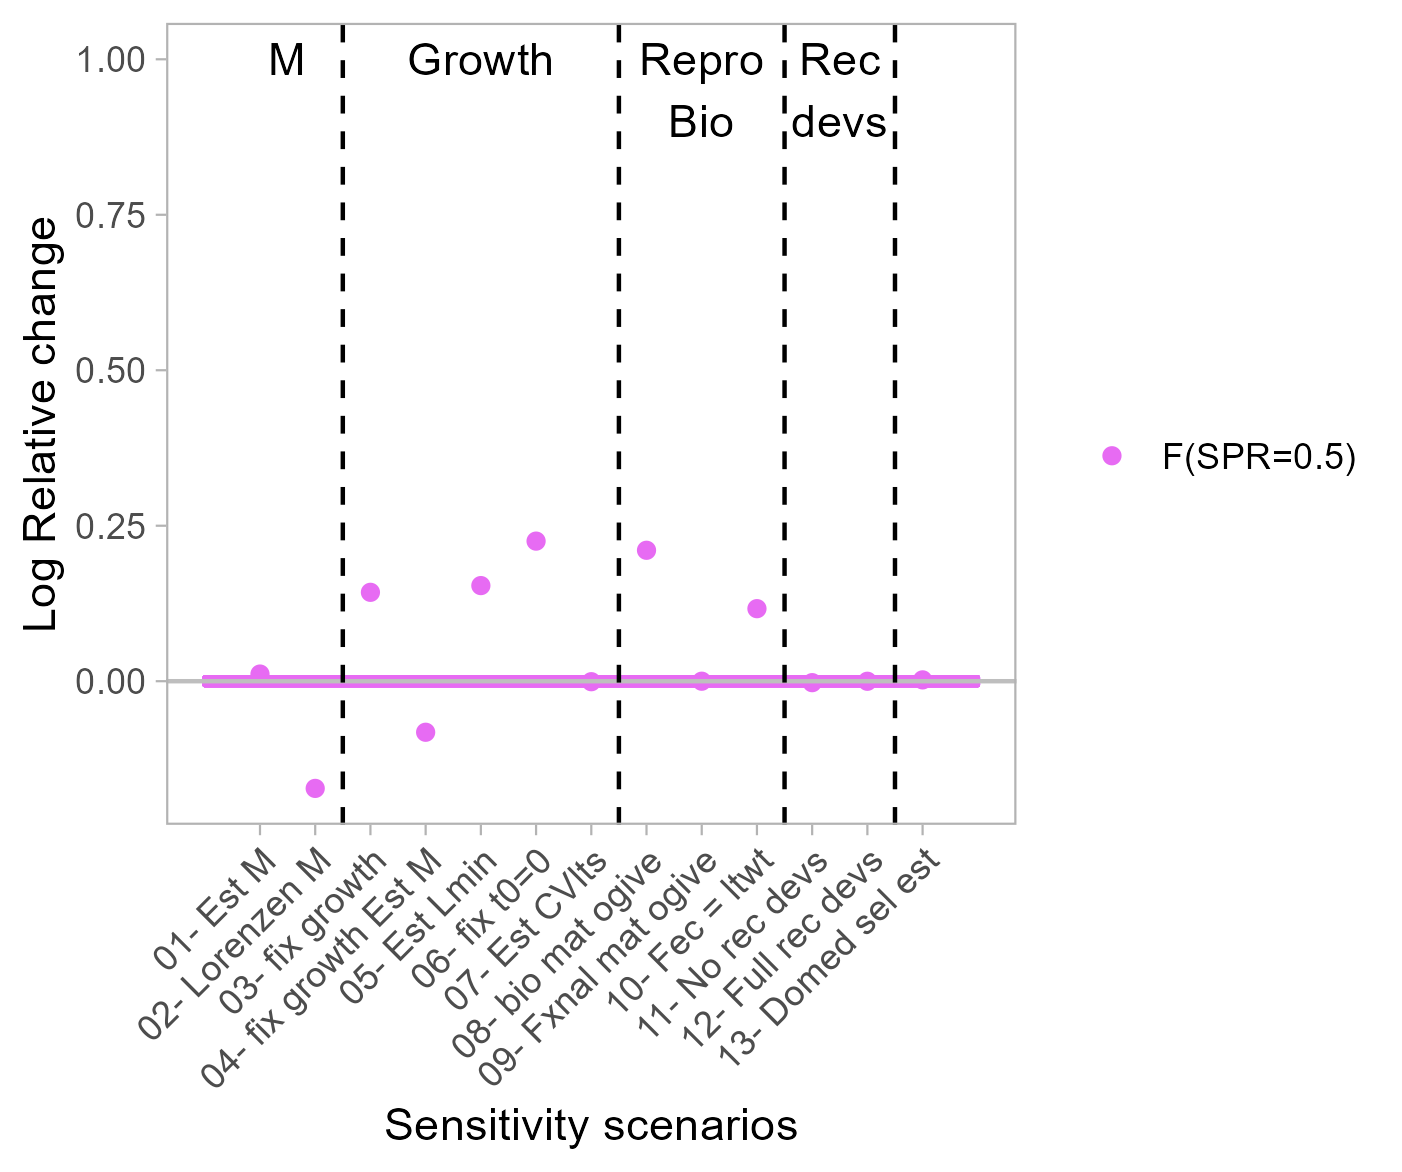 M Growth Repro Rec
Bio devs
1.00
0.75
0.50
0.25
0.00
Log Relative change
F(SPR=0.5)
01- Est M
02- Lorenzen M
03- fix growth
04- fix growth Est M
05- Est Lmin
06- fix t0=0
07- Est CVlts
08- bio mat ogive
09- Fxnal mat ogive
10- Fec = ltwt
11- No rec devs
12- Full rec devs
13- Domed sel est
Sensitivity scenarios